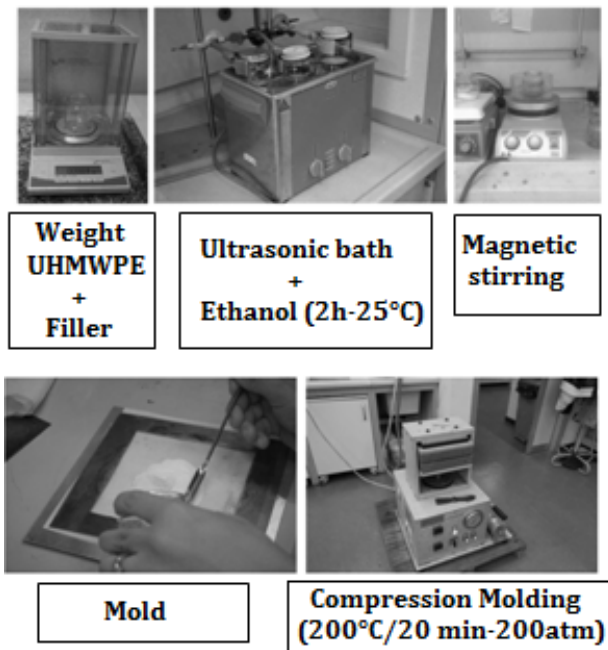 Weight
UHMWPE
+
Filler
Ultrasonic bath
+
Ethanol (2h-25°C)
Magnetic
stirring
Mold
Compression Molding
(200°C/20 min-200atm)